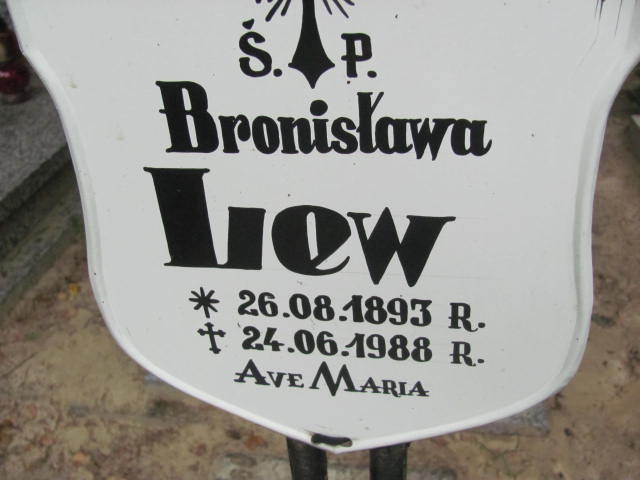 Ś. P.
Bronisława
Lew
* 26.08.1893 R.
† 24.06.1988 R.
AVE MARIA